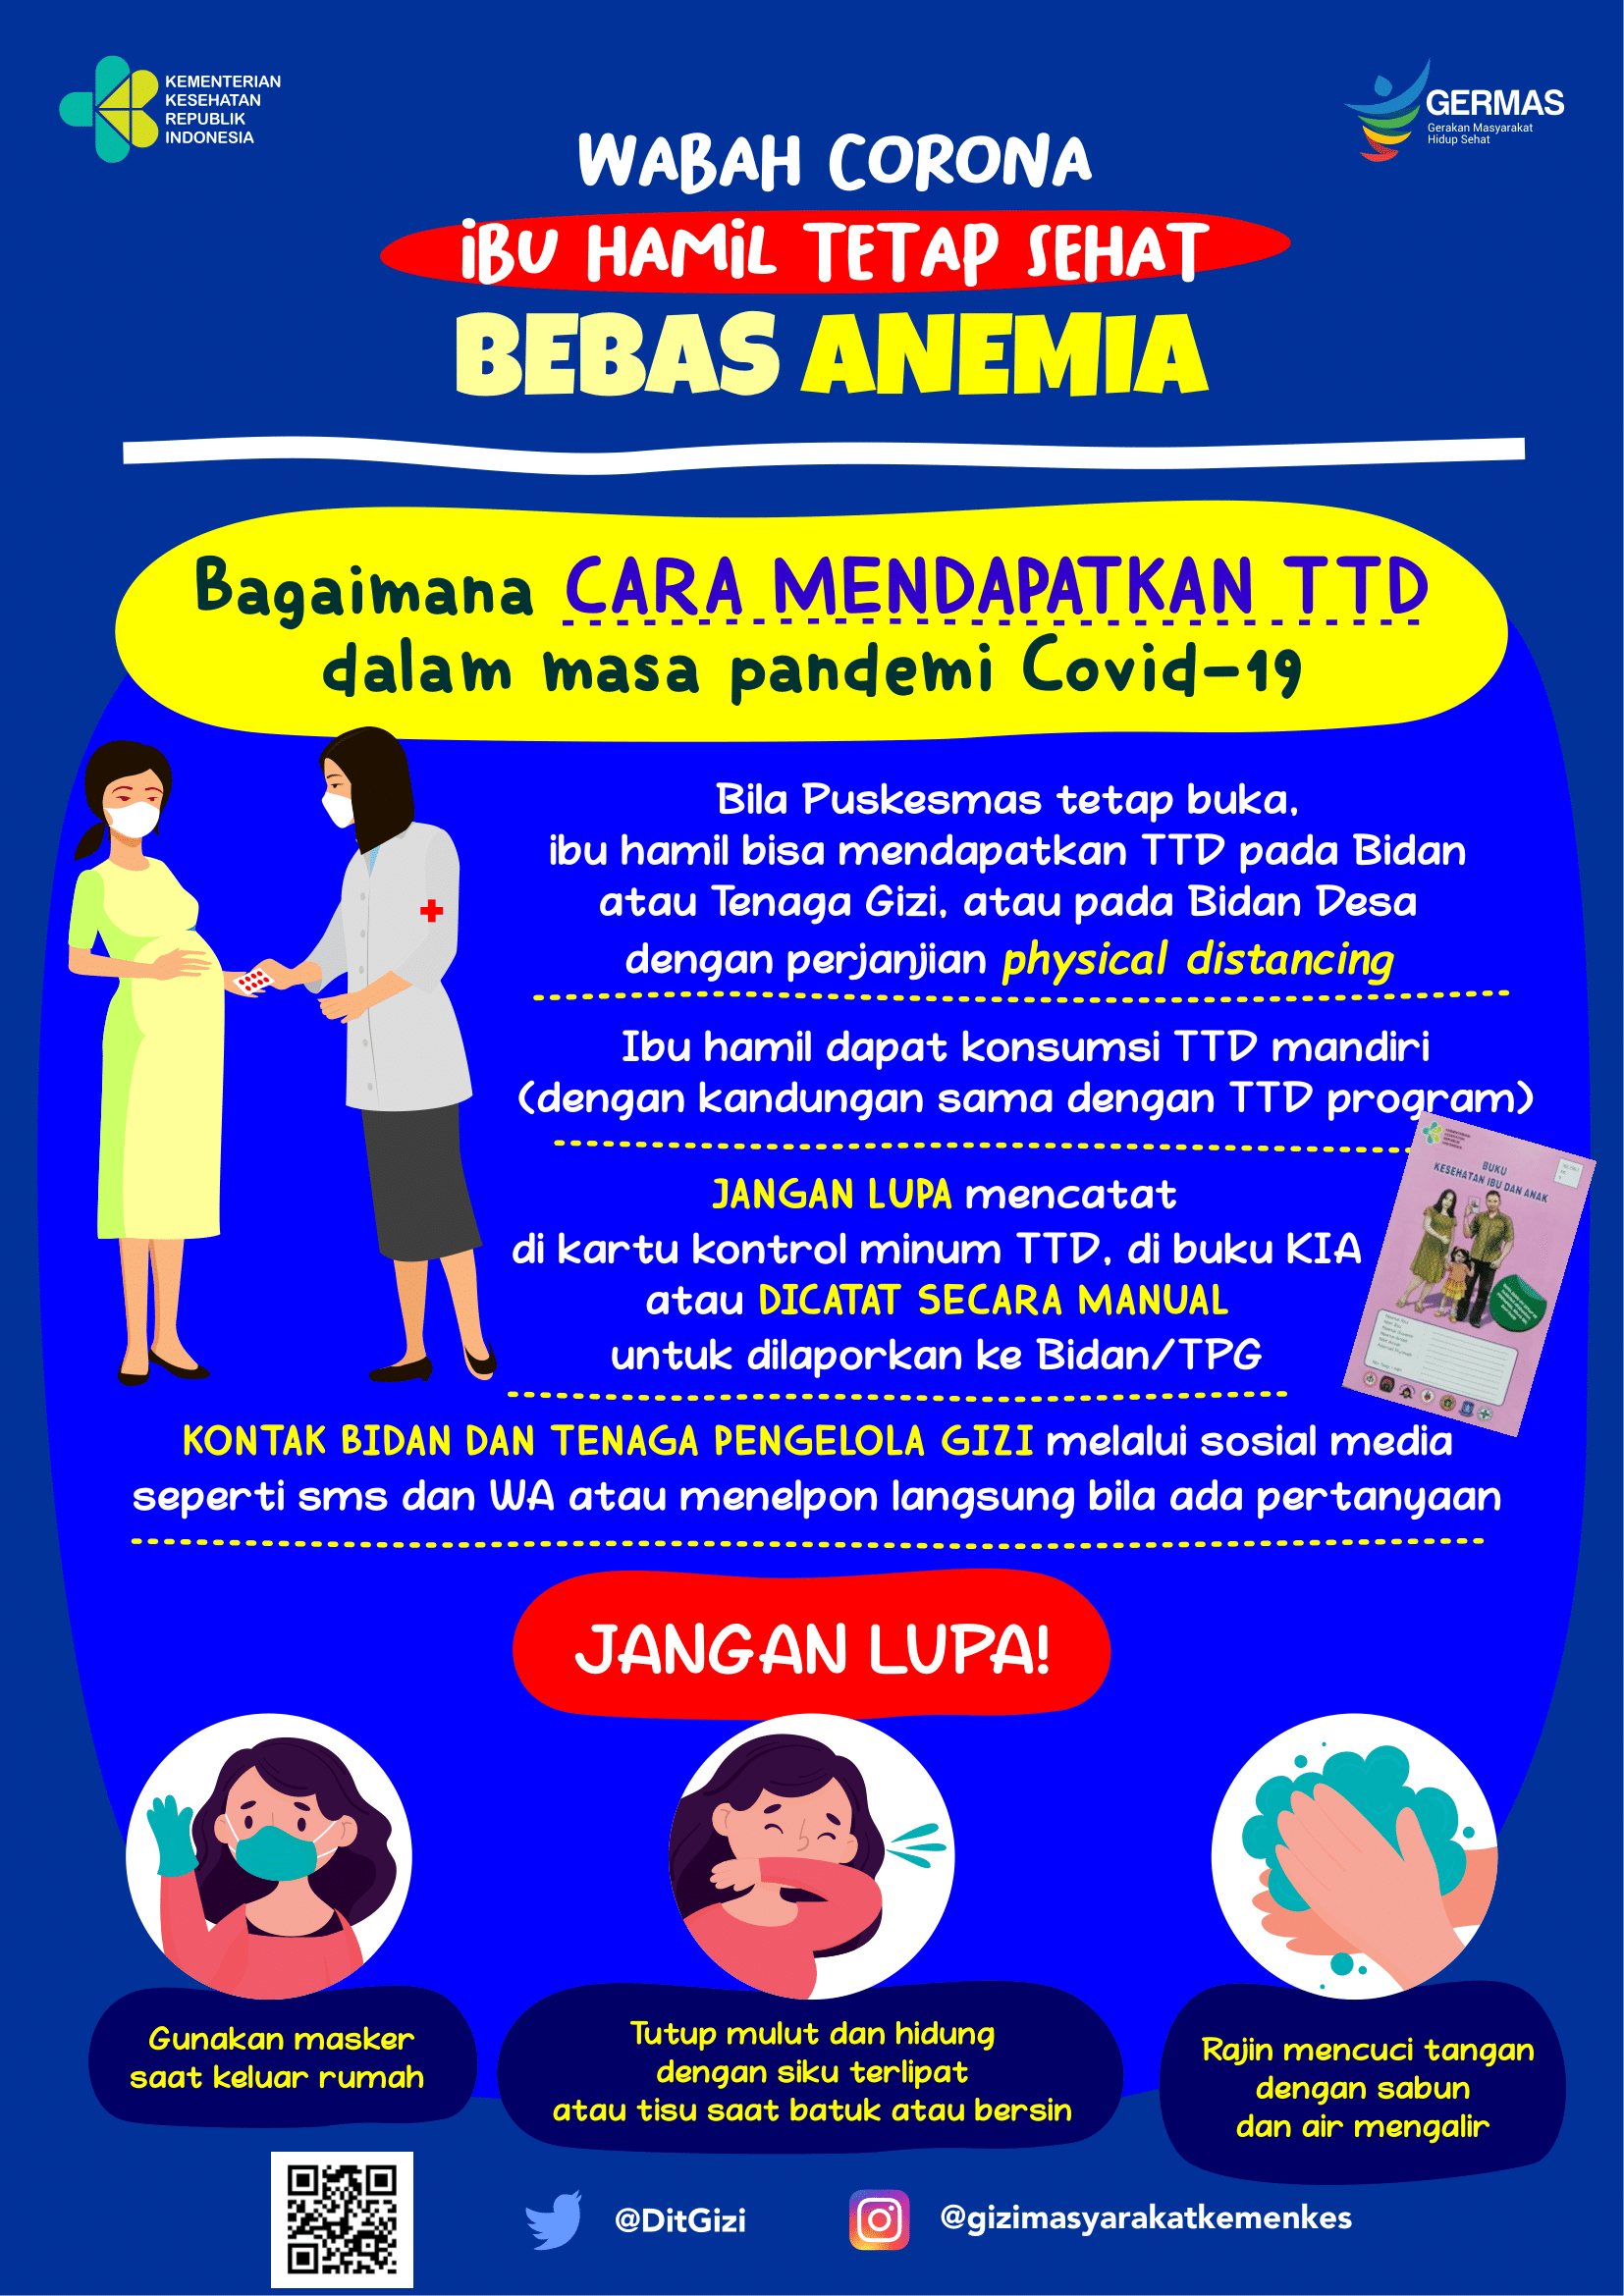 KEMENTERIAN
KESEHATAN
REPUBLIK
INDONESIA
GERMAS
Gerakan Masyarakat
Hidup Sehat
WABAH CORONA
iBU HAMiL TETAP SEHAT
BEBAS ANEMIA
Bagaimana CARA MENDAPATKAN TTD
dalam masa pandemi Covid-19
Bila Puskesmas tetap buka,
ibu hamil bisa mendapatkan TTD pada Bidan
atau Tenaga Gizi, atau pada Bidan Desa
dengan perjanjian physical distancing
Ibu hamil dapat konsumsi TTD mandiri
(dengan kandungan sama dengan TTD program)
JANGAN LUPA mencatat
di kartu kontrol minum TTD, di buku KIA
atau DICATAT SECARA MANUAL
untuk dilaporkan ke Bidan/TPG
BUKU
KESEHATAN IBU DAN ANAK
KONTAK BIDAN DAN TENAGA PENGELOLA GIZI melalui sosial media
seperti sms dan WA atau menelpon langsung bila ada pertanyaan
JANGAN LUPA!
Gunakan masker
saat keluar rumah
Tutup mulut dan hidung
dengan siku terlipat
atau tisu saat batuk atau bersin
Rajin mencuci tangan
dengan sabun
dan air mengalir
@DitGizi
@gizimasyarakatkemenkes